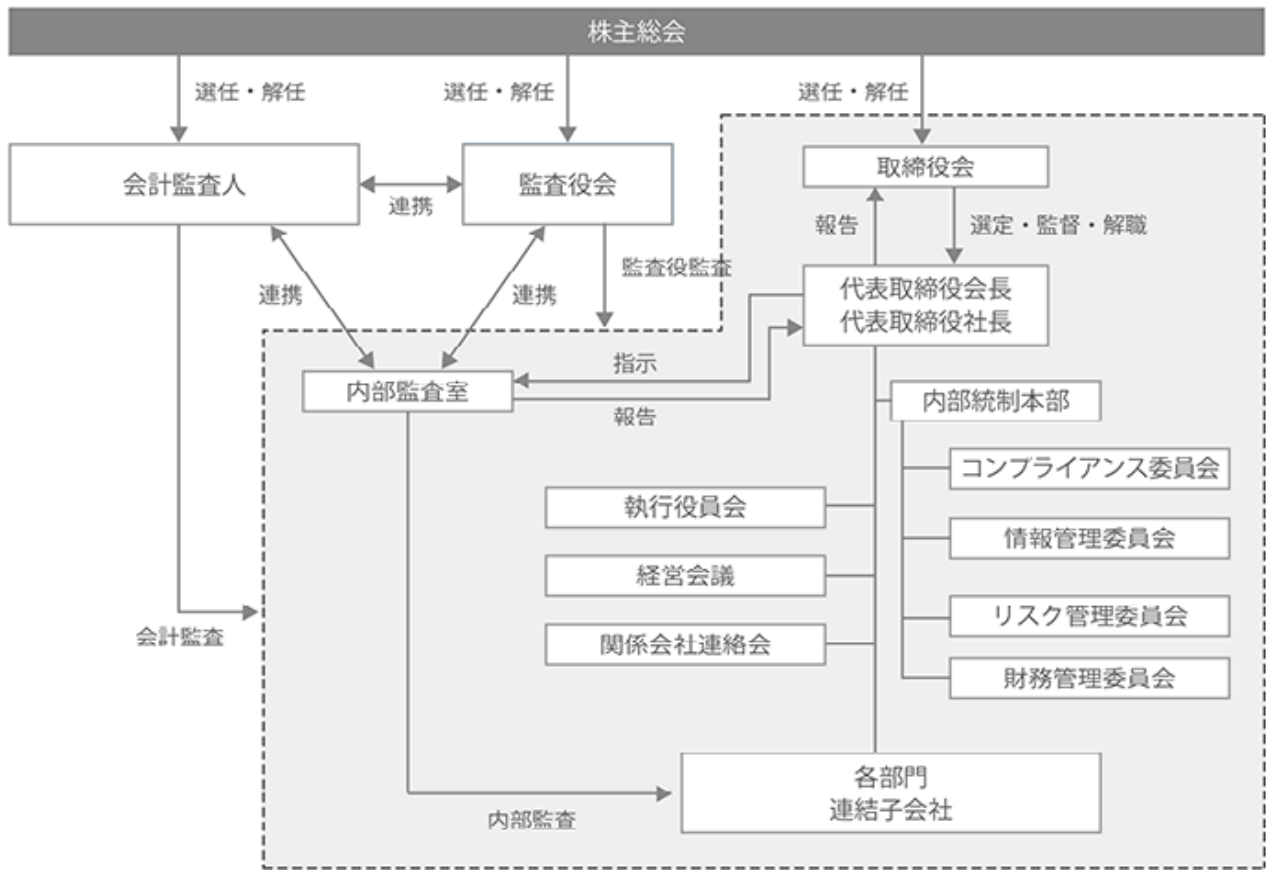 株主総会
選任・解任
選任・解任
選任・解任
会計監査人
連携
監査役会
取締役会
報告
選定・監督・解職
連携
連携
監査役監査
代表取締役会長
代表取締役社長
指示
内部監査室
報告
内部統制本部
コンプライアンス委員会
執行役員会
情報管理委員会
経営会議
リスク管理委員会
関係会社連絡会
会計監査
財務管理委員会
各部門
連結子会社
内部監査